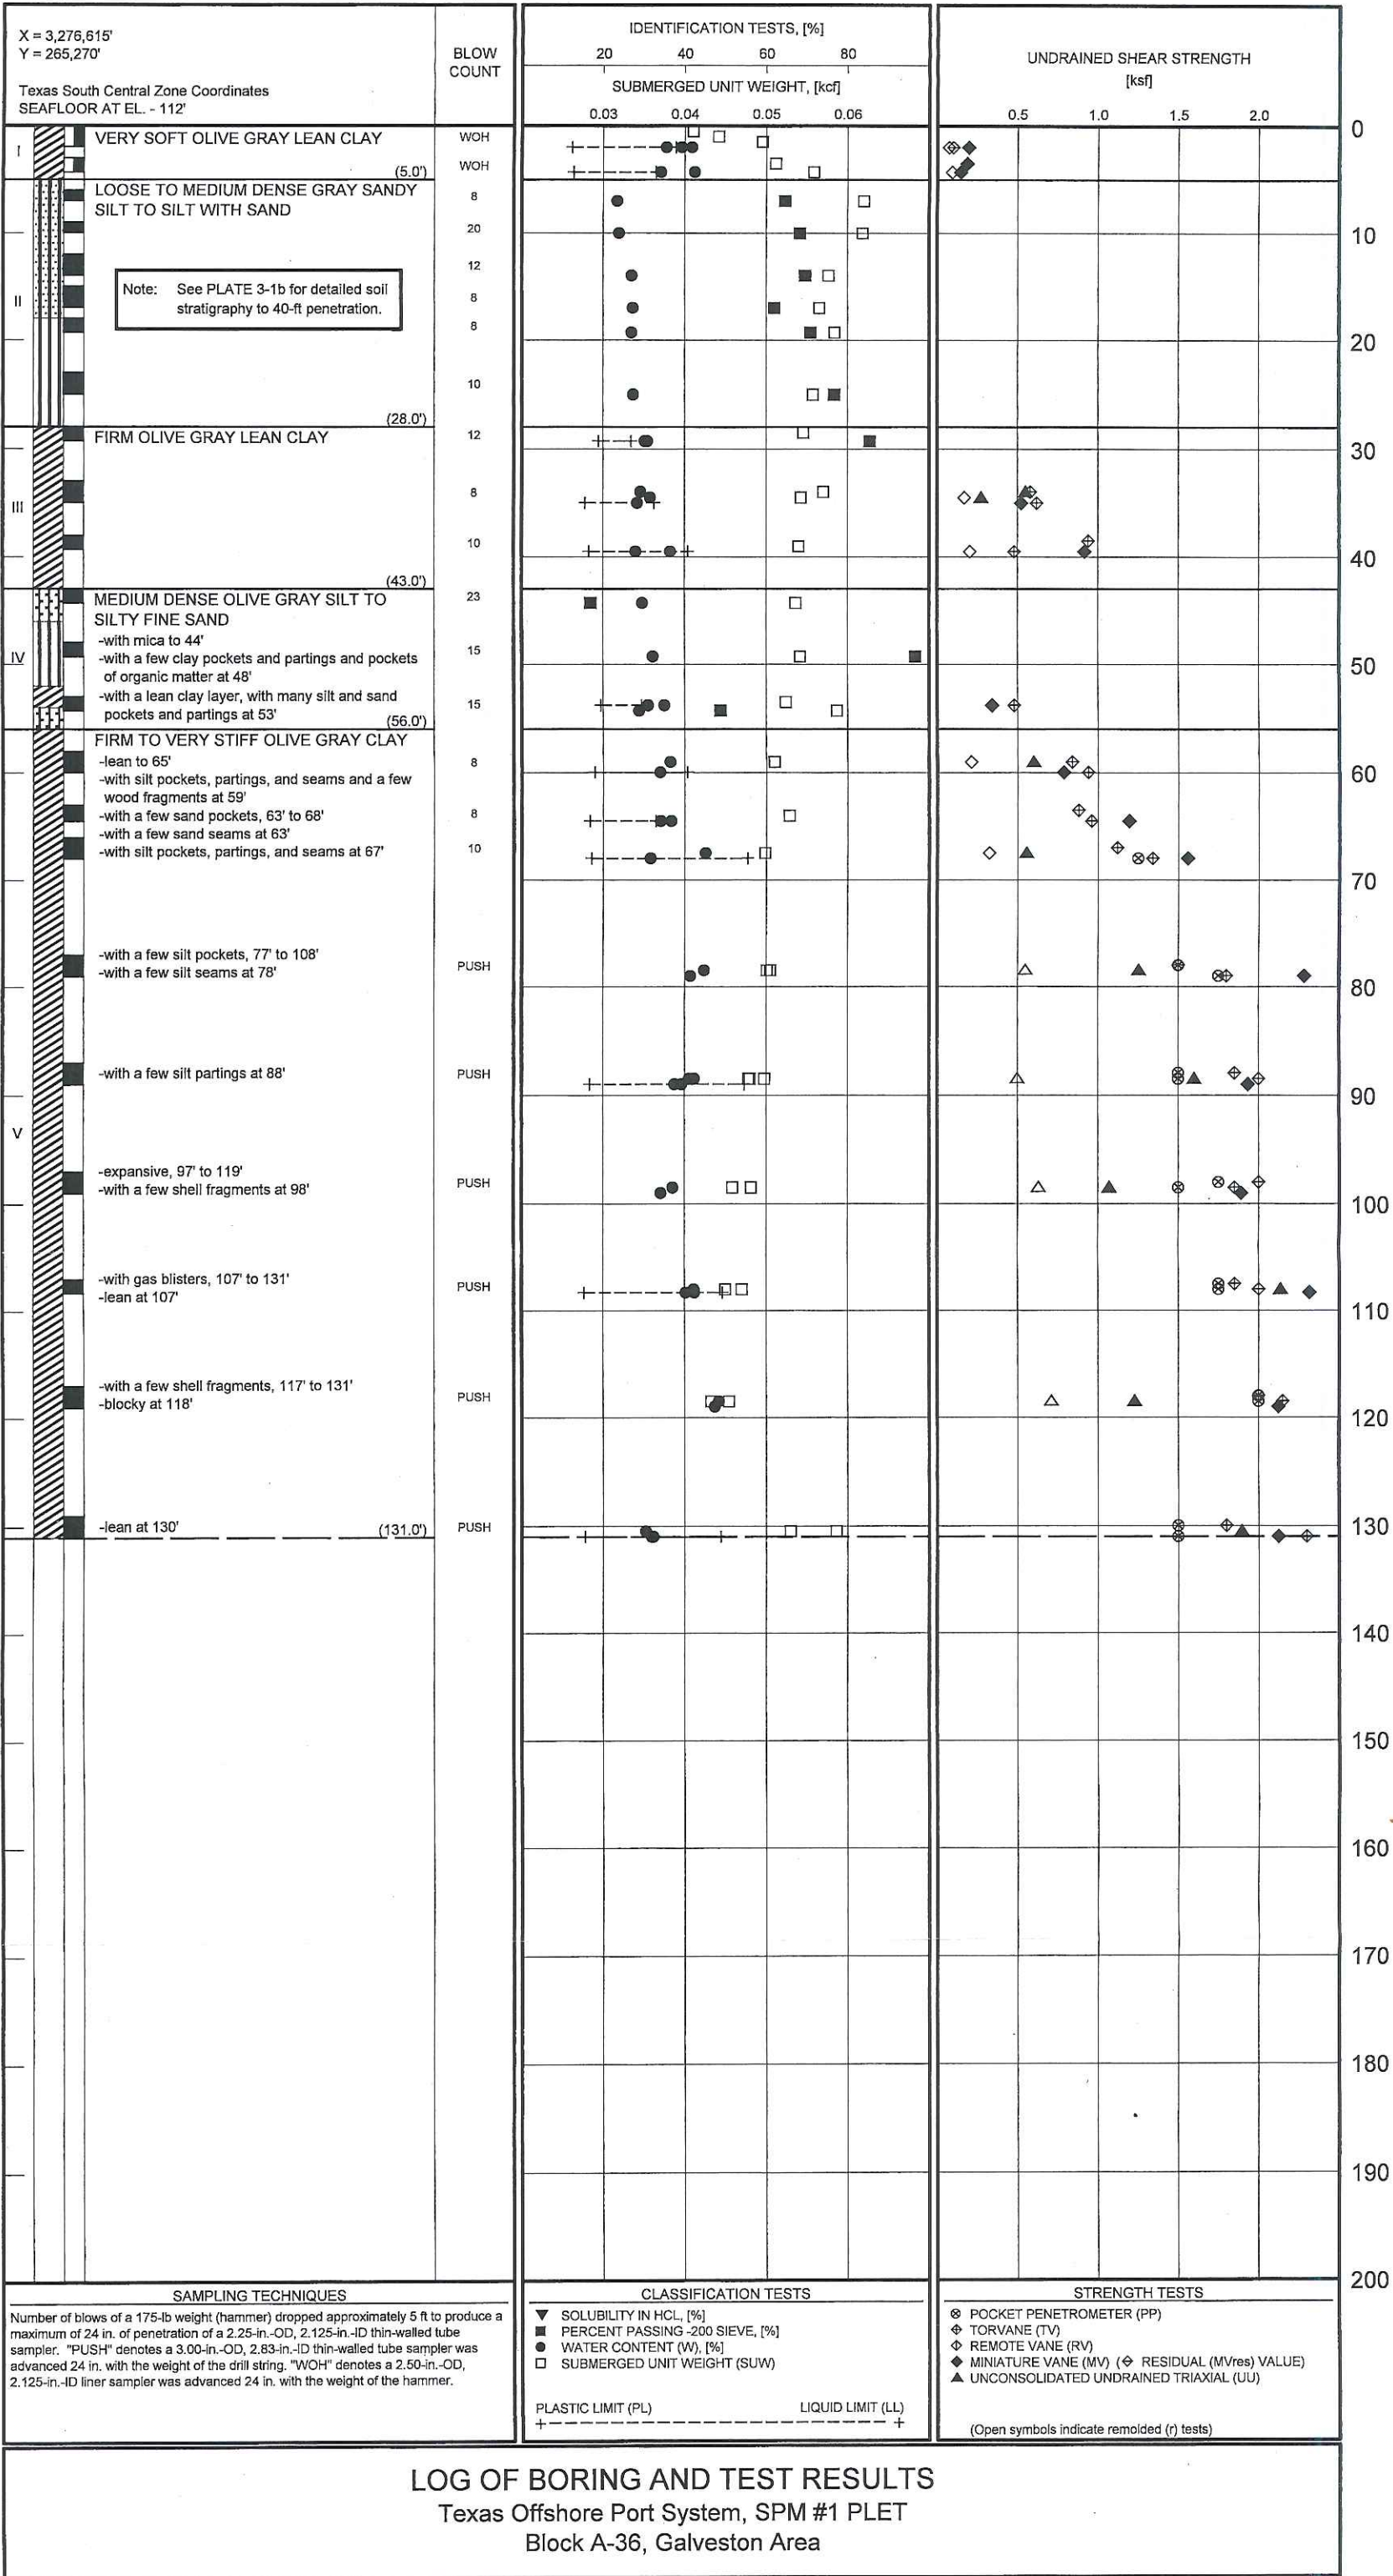 X = 3,276,615'
Y = 265,270'
Texas South Central Zone Coordinates
SEAFLOOR AT EL. - 112'
BLOW
COUNT
IDENTIFICATION TESTS, [%]
20 40 60 80
SUBMERGED UNIT WEIGHT, [kcf]
0.03 0.04 0.05 0.06
UNDRAINED SHEAR STRENGTH
[ksf]
0.5 1.0 1.5 2.0
0
I
VERY SOFT OLIVE GRAY LEAN CLAY
WOH
WOH
(5.0')
LOOSE TO MEDIUM DENSE GRAY SANDY
SILT TO SILT WITH SAND
8
20
10
12
II
Note: See PLATE 3-1b for detailed soil
stratigraphy to 40-ft penetration.
8
8
20
10
(28.0')
FIRM OLIVE GRAY LEAN CLAY
12
30
8
III
10
40
(43.0')
MEDIUM DENSE OLIVE GRAY SILT TO
SILTY FINE SAND
23
-with mica to 44'
15
IV
-with a few clay pockets and partings and pockets
of organic matter at 48'
50
-with a lean clay layer, with many silt and sand
pockets and partings at 53'
15
(56.0')
FIRM TO VERY STIFF OLIVE GRAY CLAY
-lean to 65'
8
60
-with silt pockets, partings, and seams and a few
wood fragments at 59'
-with a few sand pockets, 63' to 68'
8
-with a few sand seams at 63'
-with silt pockets, partings, and seams at 67'
10
70
-with a few silt pockets, 77' to 108'
-with a few silt seams at 78'
PUSH
80
-with a few silt partings at 88'
PUSH
90
V
-expansive, 97' to 119'
-with a few shell fragments at 98'
PUSH
100
-with gas blisters, 107' to 131'
-lean at 107'
PUSH
110
-with a few shell fragments, 117' to 131'
-blocky at 118'
PUSH
120
-lean at 130'
(131.0')
PUSH
130
140
150
160
170
180
190
200
SAMPLING TECHNIQUES
Number of blows of a 175-lb weight (hammer) dropped approximately 5 ft to produce a
maximum of 24 in. of penetration of a 2.25-in.-OD, 2.125-in.-ID thin-walled tube
sampler. "PUSH" denotes a 3.00-in.-OD, 2.83-in.-ID thin-walled tube sampler was
advanced 24 in. with the weight of the drill string. "WOH" denotes a 2.50-in.-OD,
2.125-in.-ID liner sampler was advanced 24 in. with the weight of the hammer.
CLASSIFICATION TESTS
▼ SOLUBILITY IN HCL, [%]
■ PERCENT PASSING -200 SIEVE, [%]
● WATER CONTENT (W), [%]
□ SUBMERGED UNIT WEIGHT (SUW)
PLASTIC LIMIT (PL) LIQUID LIMIT (LL)
STRENGTH TESTS
POCKET PENETROMETER (PP)
TORVANE (TV)
REMOTE VANE (RV)
MINIATURE VANE (MV) ( RESIDUAL (MVres) VALUE)
UNCONSOLIDATED UNDRAINED TRIAXIAL (UU)
(Open symbols indicate remolded (r) tests)
LOG OF BORING AND TEST RESULTS
Texas Offshore Port System, SPM #1 PLET
Block A-36, Galveston Area